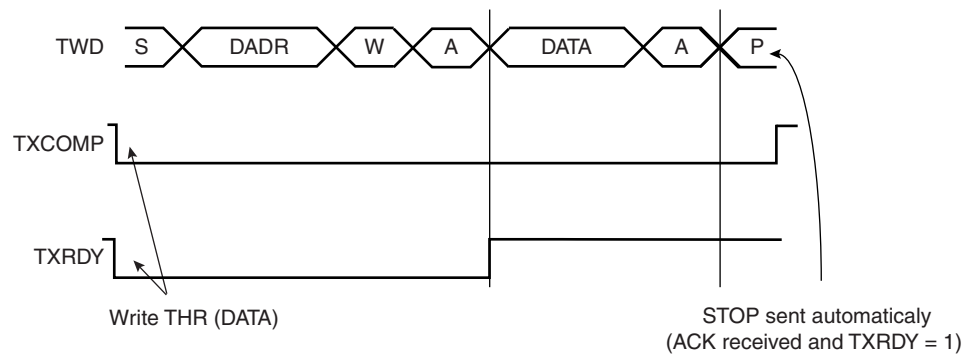 TWD S DADR W A DATA A P
TXCOMP
TXRDY
Write THR (DATA)
STOP sent automaticaly
(ACK received and TXRDY = 1)